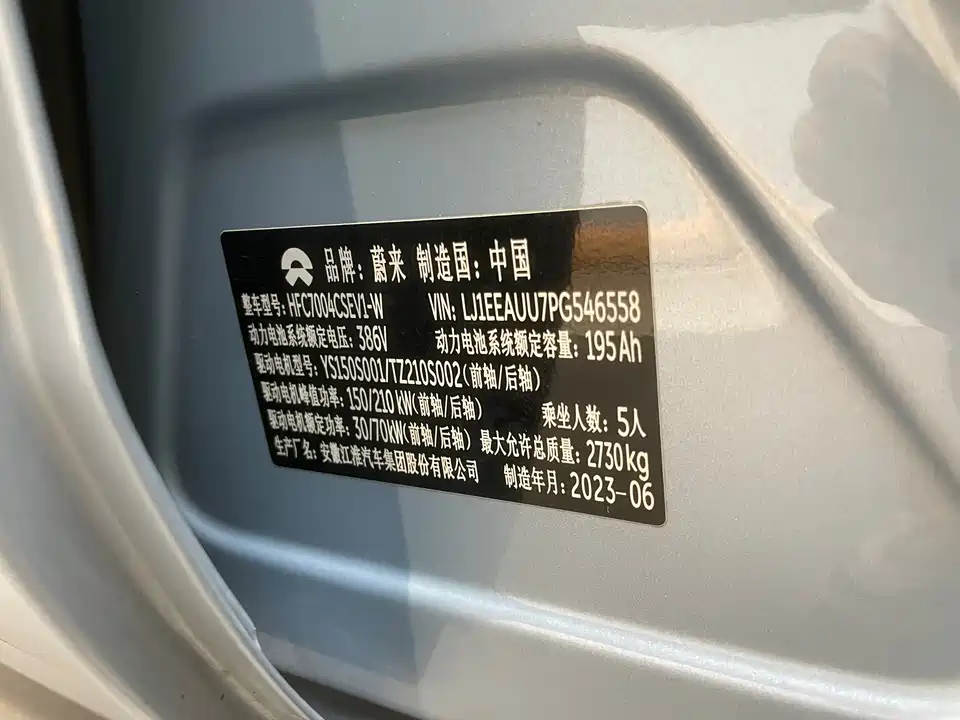 品牌：蔚来 制造国：中国
整车型号：HFC7004CSEV1-W VIN：LJ1EEAUU7PG546558
动力电池系统额定电压：386V 动力电池系统额定容量：195Ah
驱动电机型号：YS150S001/TZ210S002(前轴/后轴)
驱动电机峰值功率：150/210kW(前轴/后轴) 乘坐人数：5人
驱动电机额定功率：30/70kW(前轴/后轴) 最大允许总质量：2730kg
生产厂名：安徽江淮汽车集团股份有限公司 制造年月：2023-06